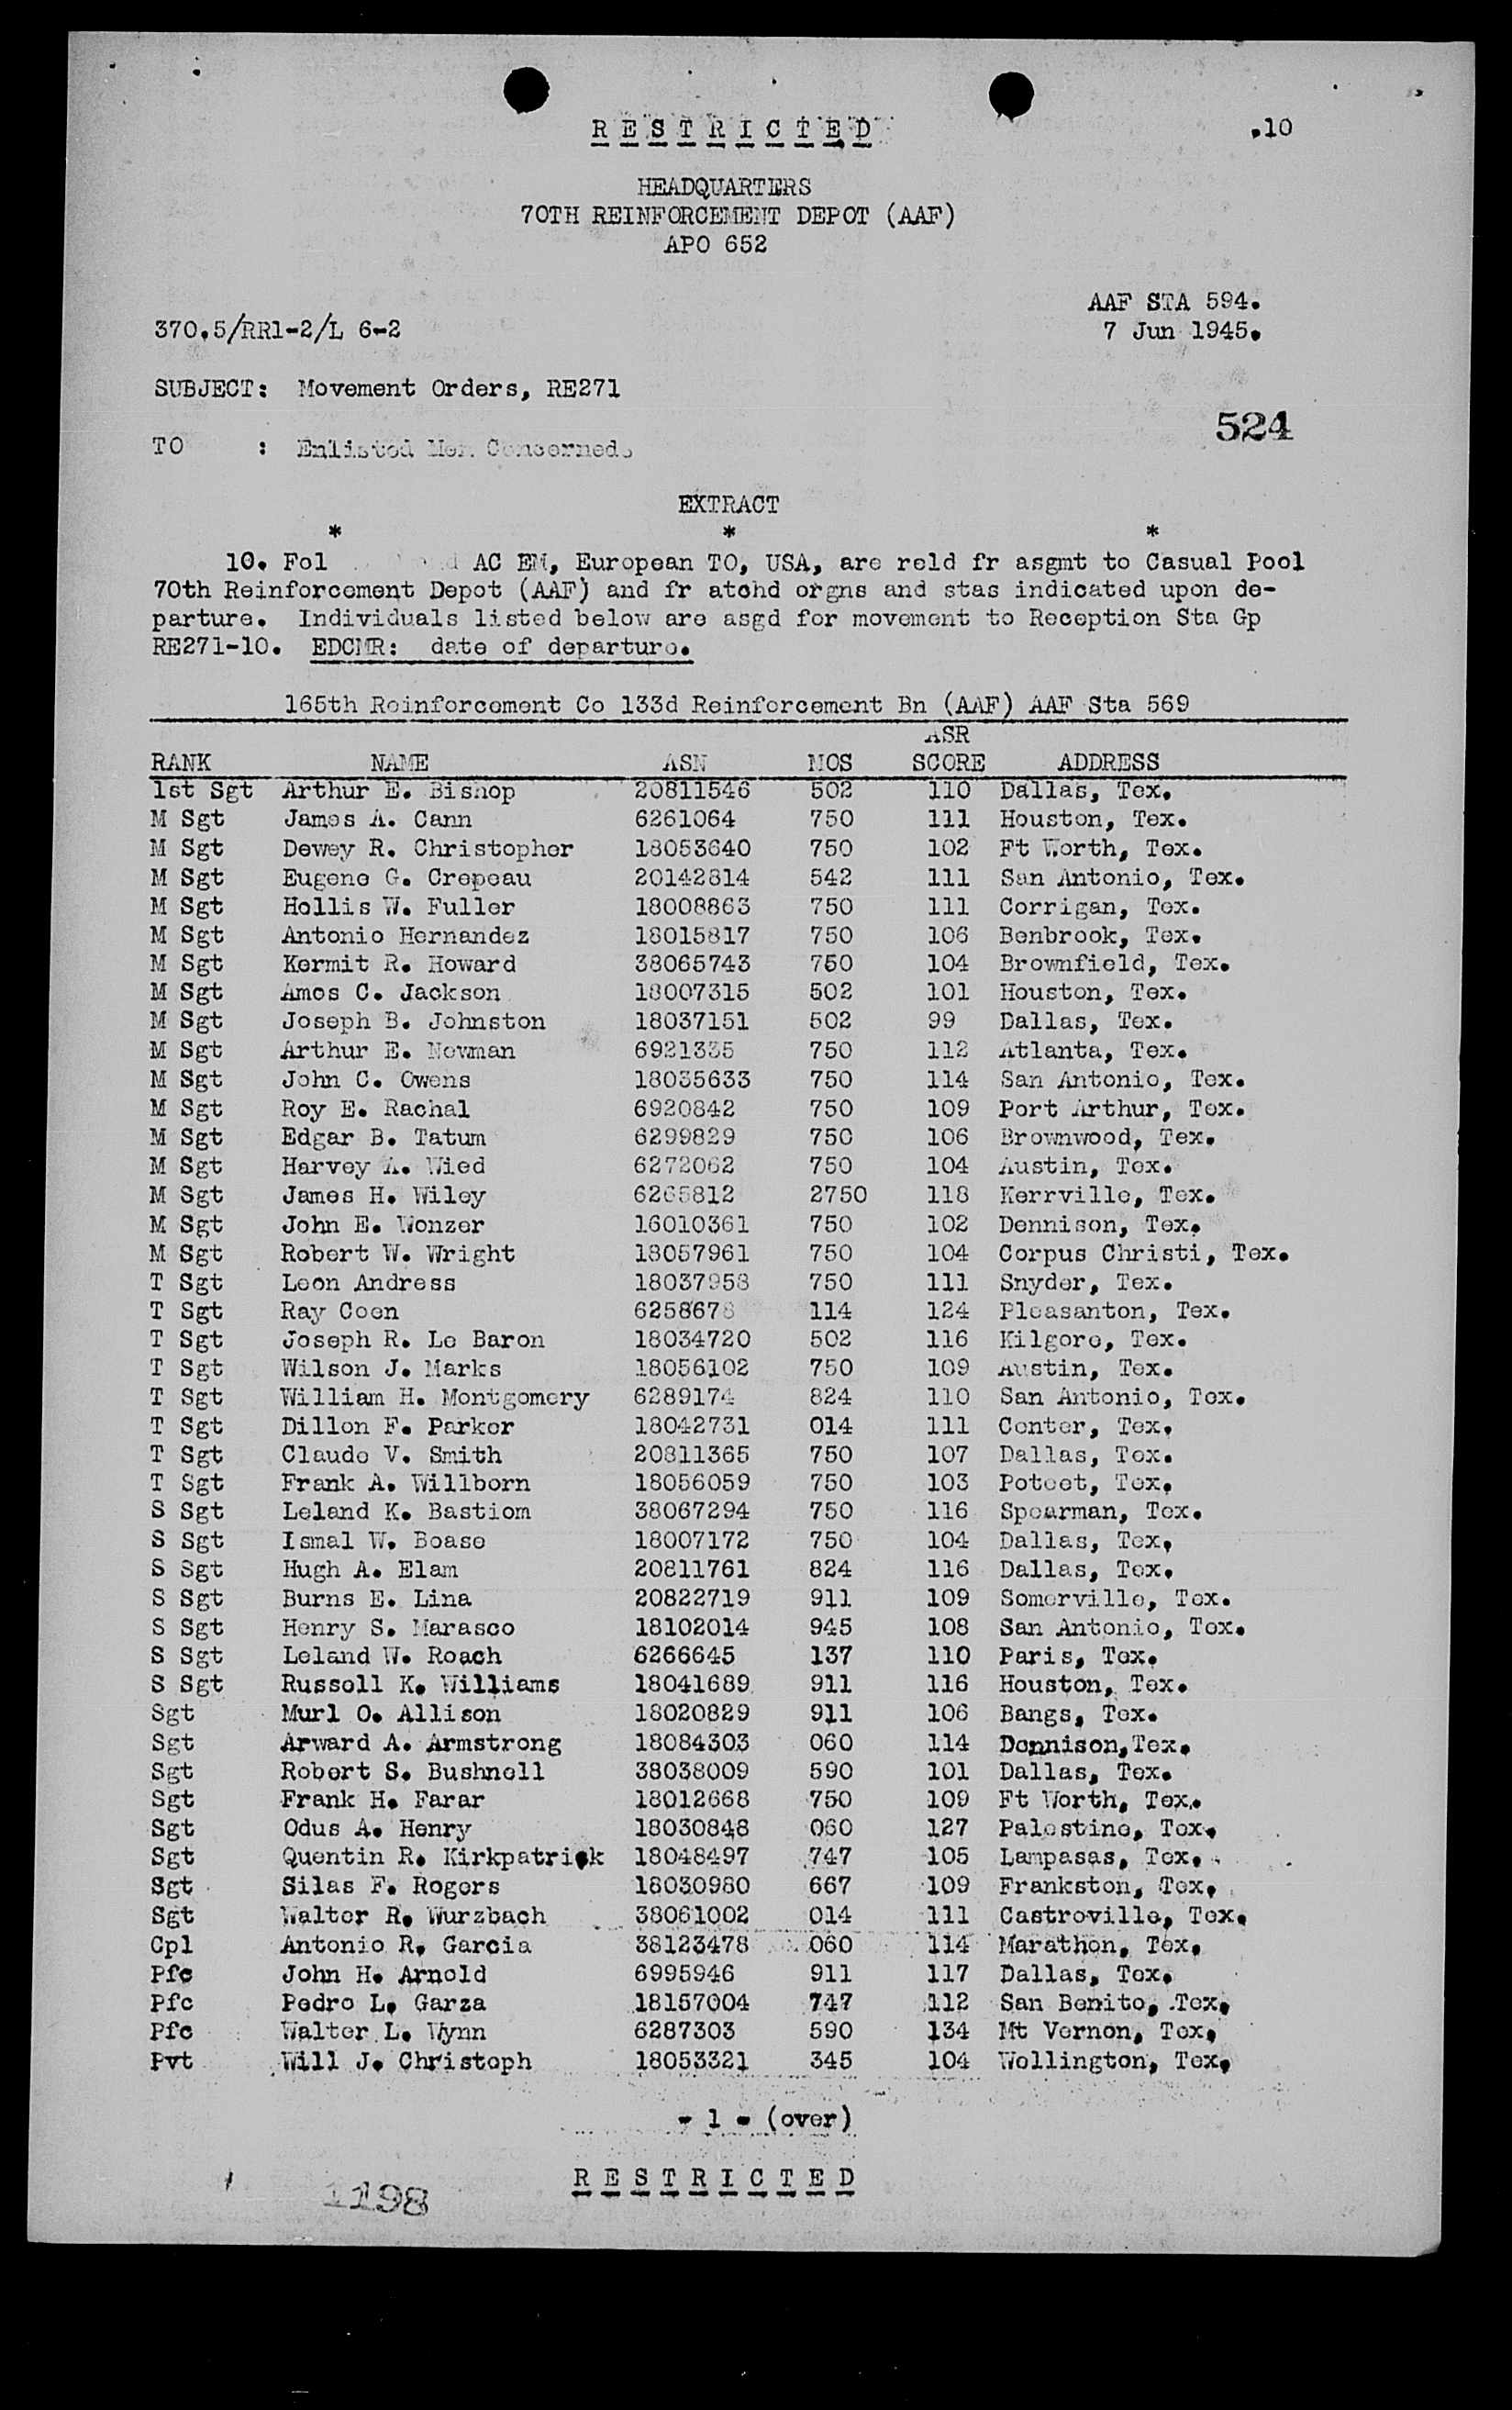 R E S T R I C T E D
.10
HEADQUARTERS
70TH REINFORCEMENT DEPOT (AAF)
APO 652
AAF STA 594.
370.5/RR1-2/L 6-2 7 Jun 1945.
SUBJECT: Movement Orders, RE271
524
TO : Enlisted Men Concerned.
EXTRACT
* * *
10. Fol AC EM, European TO, USA, are reld fr asgmt to Casual Pool
70th Reinforcement Depot (AAF) and fr atchd orgns and stas indicated upon de-
parture. Individuals listed below are asgd for movement to Reception Sta Gp
RE271-10. EDCMR: date of departure.
165th Reinforcement Co 133d Reinforcement Bn (AAF) AAF Sta 569
ASR
RANK NAME ASN MOS SCORE ADDRESS
1st Sgt Arthur E. Bishop 20811546 502 110 Dallas, Tex.
M Sgt James A. Cann 6261064 750 111 Houston, Tex.
M Sgt Dewey R. Christopher 18053640 750 102 Ft Worth, Tex.
M Sgt Eugene G. Crepeau 20142814 542 111 San Antonio, Tex.
M Sgt Hollis W. Fuller 18008863 750 111 Corrigan, Tex.
M Sgt Antonio Hernandez 18015817 750 106 Benbrook, Tex.
M Sgt Kermit R. Howard 38065743 750 104 Brownfield, Tex.
M Sgt Amos C. Jackson 18007315 502 101 Houston, Tex.
M Sgt Joseph B. Johnston 18037151 502 99 Dallas, Tex.
M Sgt Arthur E. Newman 6921335 750 112 Atlanta, Tex.
M Sgt John C. Owens 18035633 750 114 San Antonio, Tex.
M Sgt Roy E. Rachal 6920842 750 109 Port Arthur, Tex.
M Sgt Edgar B. Tatum 6299829 750 106 Brownwood, Tex.
M Sgt Harvey A. Wied 6272062 750 104 Austin, Tex.
M Sgt James H. Wiley 6265812 2750 118 Kerrville, Tex.
M Sgt John E. Wonzer 16010361 750 102 Dennison, Tex.
M Sgt Robert W. Wright 18057961 750 104 Corpus Christi, Tex.
T Sgt Leon Andress 18037958 750 111 Snyder, Tex.
T Sgt Ray Coen 6258678 114 124 Pleasanton, Tex.
T Sgt Joseph R. Le Baron 18034720 502 116 Kilgore, Tex.
T Sgt Wilson J. Marks 18056102 750 109 Austin, Tex.
T Sgt William H. Montgomery 6289174 824 110 San Antonio, Tex.
T Sgt Dillon F. Parker 18042731 014 111 Center, Tex.
T Sgt Claude V. Smith 20811365 750 107 Dallas, Tex.
T Sgt Frank A. Willborn 18056059 750 103 Poteet, Tex.
S Sgt Leland K. Bastiom 38067294 750 116 Spearman, Tex.
S Sgt Ismal W. Boase 18007172 750 104 Dallas, Tex.
S Sgt Hugh A. Elam 20811761 824 116 Dallas, Tex.
S Sgt Burns E. Lina 20822719 911 109 Somerville, Tex.
S Sgt Henry S. Marasco 18102014 945 108 San Antonio, Tex.
S Sgt Leland W. Roach 6266645 137 110 Paris, Tex.
S Sgt Russell K. Williams 18041689 911 116 Houston, Tex.
Sgt Murl O. Allison 18020829 911 106 Bangs, Tex.
Sgt Arward A. Armstrong 18084303 060 114 Dennison,Tex.
Sgt Robert S. Bushnell 38038009 590 101 Dallas, Tex.
Sgt Frank H. Farar 18012668 750 109 Ft Worth, Tex.
Sgt Odus A. Henry 18030848 060 127 Palestine, Tex.
Sgt Quentin R. Kirkpatrick 18048497 747 105 Lampasas, Tex.
Sgt Silas F. Rogers 18030980 667 109 Frankston, Tex.
Sgt Walter R. Wurzbach 38061002 014 111 Castroville, Tex.
Cpl Antonio R. Garcia 38123478 060 114 Marathon, Tex.
Pfc John H. Arnold 6995946 911 117 Dallas, Tex.
Pfc Pedro L. Garza 18157004 747 112 San Benito, Tex.
Pfc Walter L. Wynn 6287303 590 134 Mt Vernon, Tex.
Pvt Will J. Christoph 18053321 345 104 Wellington, Tex.
- 1 - (over)
R E S T R I C T E D
1198